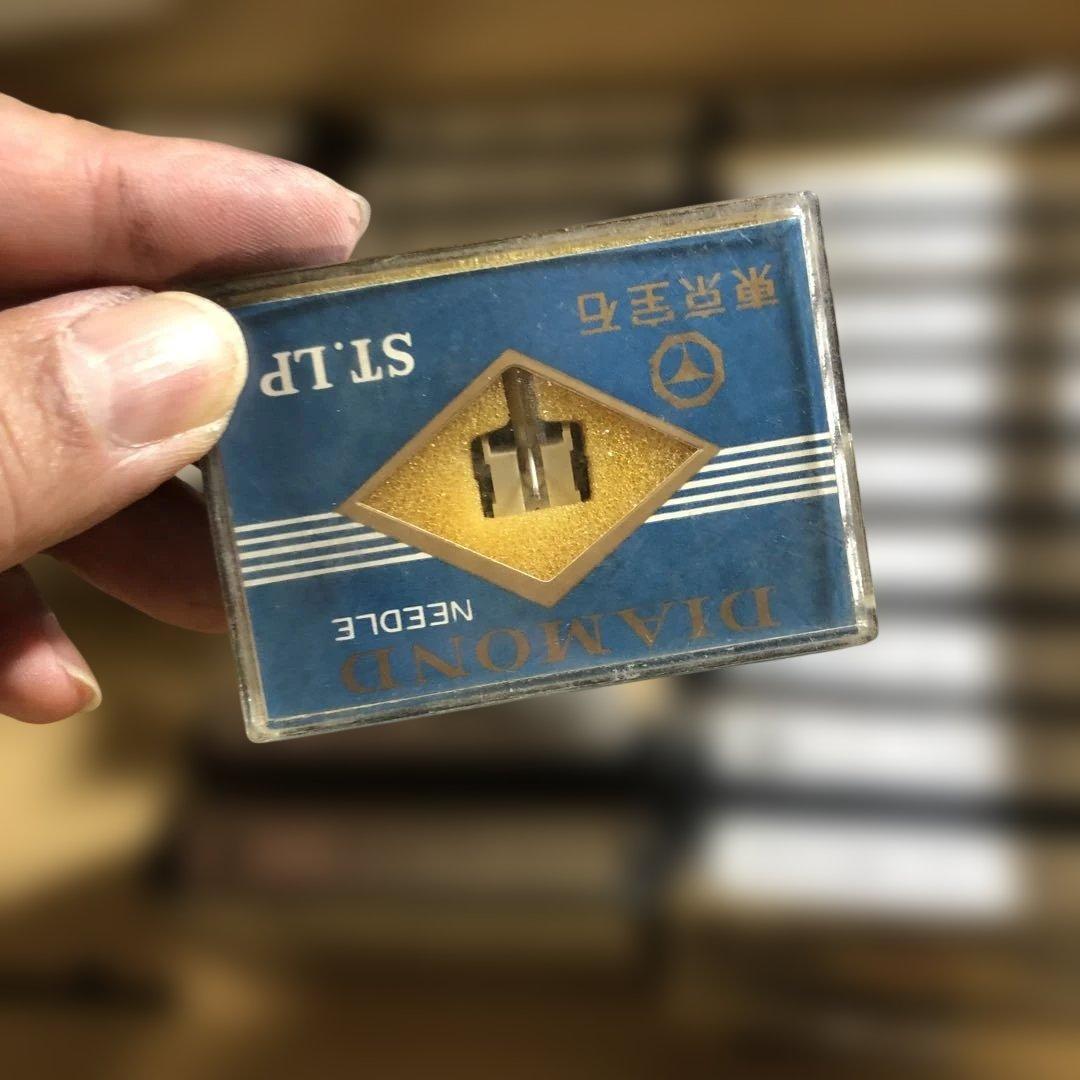 DIAMOND
NEEDLE
東京宝石
ST.LP